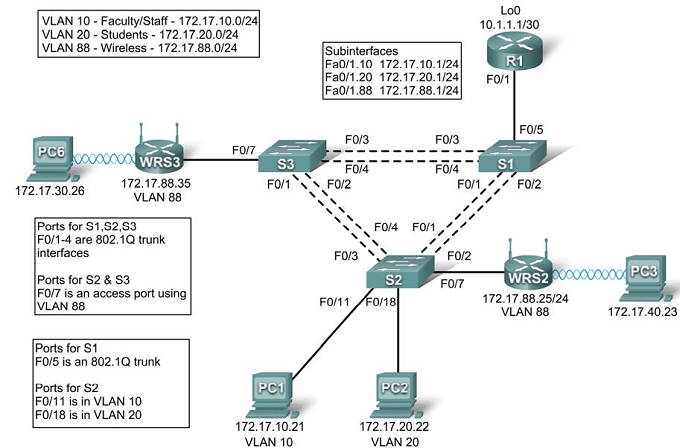 VLAN 10 - Faculty/Staff - 172.17.10.0/24
VLAN 20 - Students - 172.17.20.0/24
VLAN 88 - Wireless - 172.17.88.0/24
Lo0
10.1.1.1/30
R1
F0/1
Subinterfaces
Fa0/1.10 172.17.10.1/24
Fa0/1.20 172.17.20.1/24
Fa0/1.88 172.17.88.1/24
F0/5
PC6
172.17.30.26
WRS3
172.17.88.35
VLAN 88
F0/7
S3
F0/3
F0/3
F0/4
F0/4
S1
F0/1
F0/2
F0/1
F0/2
Ports for S1,S2,S3
F0/1-4 are 802.1Q trunk
interfaces
Ports for S2 & S3
F0/7 is an access port using
VLAN 88
F0/4
F0/1
F0/3
F0/2
S2
F0/7
WRS2
172.17.88.25/24
VLAN 88
PC3
172.17.40.23
F0/11
F0/18
Ports for S1
F0/5 is an 802.1Q trunk
Ports for S2
F0/11 is in VLAN 10
F0/18 is in VLAN 20
PC1
172.17.10.21
VLAN 10
PC2
172.17.20.22
VLAN 20